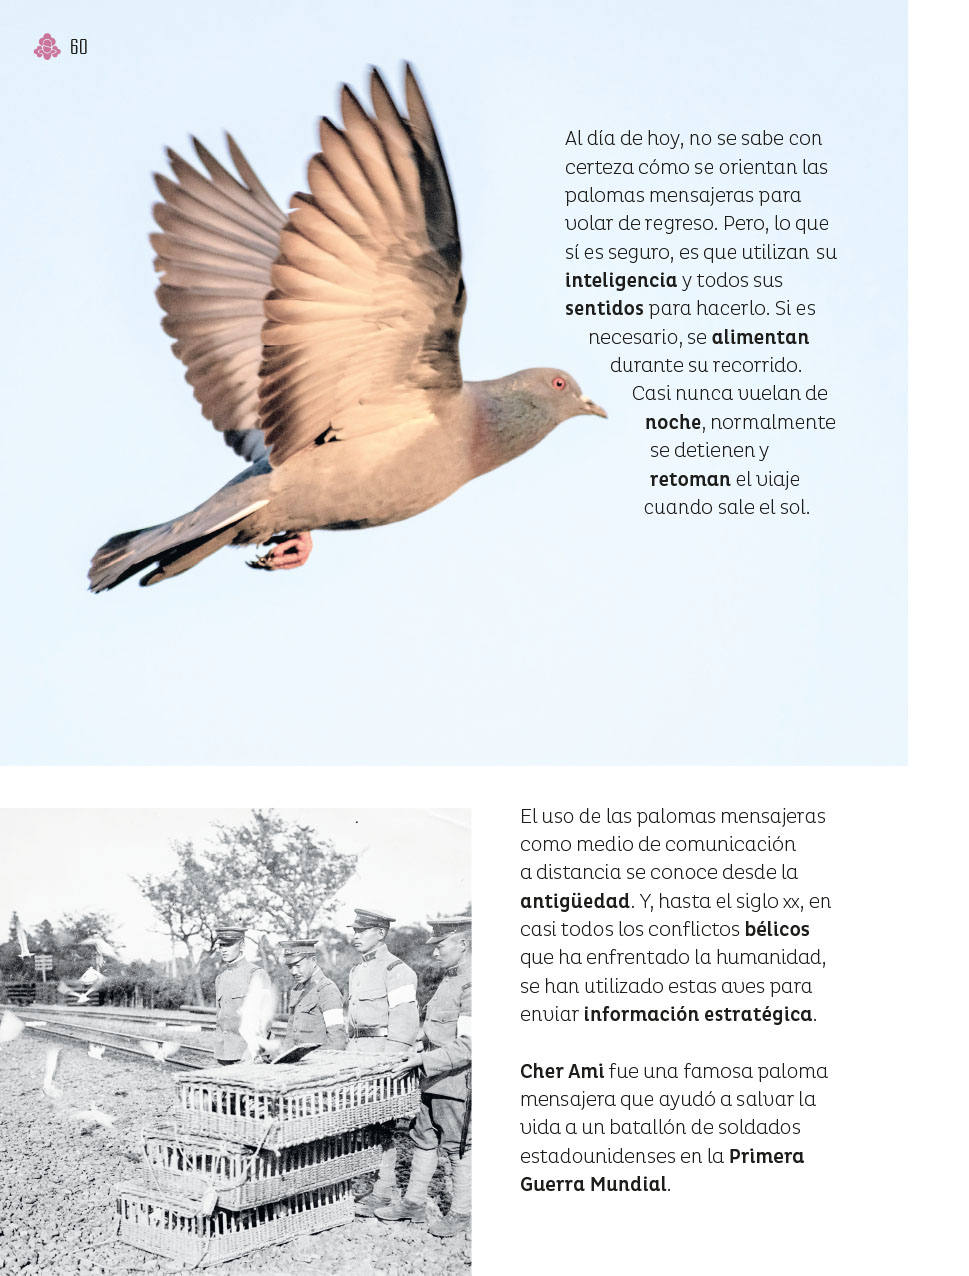 60
Al día de hoy, no se sabe con
certeza cómo se orientan las
palomas mensajeras para
volar de regreso. Pero, lo que
sí es seguro, es que utilizan su
inteligencia y todos sus
sentidos para hacerlo. Si es
necesario, se alimentan
durante su recorrido.
Casi nunca vuelan de
noche, normalmente
se detienen y
retoman el viaje
cuando sale el sol.
El uso de las palomas mensajeras
como medio de comunicación
a distancia se conoce desde la
antigüedad. Y, hasta el siglo xx, en
casi todos los conflictos bélicos
que ha enfrentado la humanidad,
se han utilizado estas aves para
enviar información estratégica.
Cher Ami fue una famosa paloma
mensajera que ayudó a salvar la
vida a un batallón de soldados
estadounidenses en la Primera
Guerra Mundial.